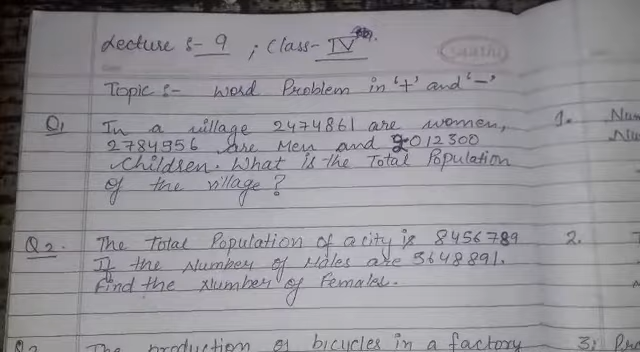 Lecture :- 9 ; Class- IV
Topic :- Word Problem in '+' and '-'
Q1 In a village 2474861 are women,
2784956 are Men and 2012300
Children. What is the Total Population
of the village?
Q2. The Total Population of a city is 8456789
If the Number of Males are
Find the Number of Females.
The production of bicycles in a factory
1.
2.
3.